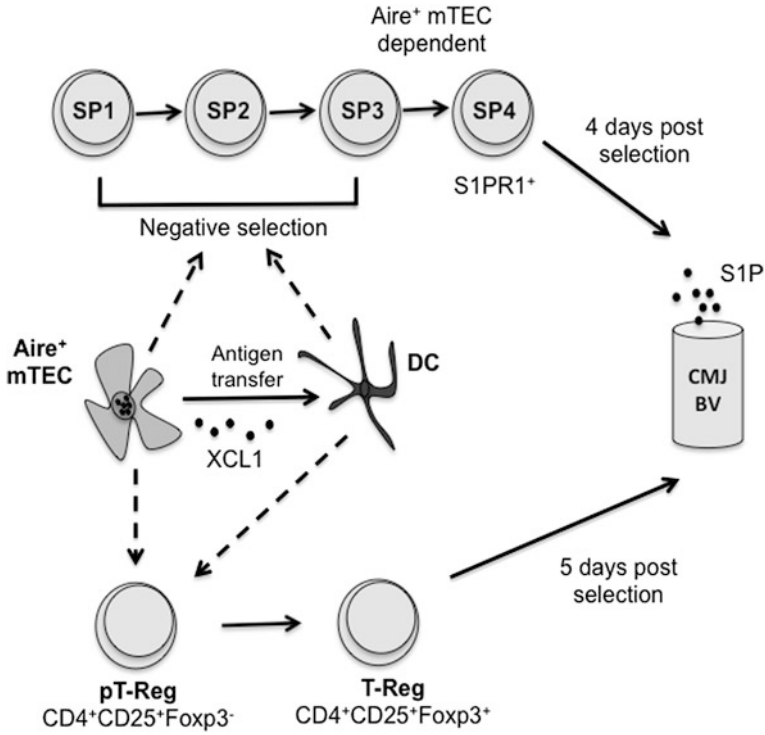 Aire⁺ mTEC
dependent
SP1
SP2
SP3
SP4
4 days post
selection
S1PR1⁺
Negative selection
S1P
Aire⁺
mTEC
Antigen
transfer
DC
CMJ
BV
XCL1
5 days post
selection
pT-Reg
CD4⁺CD25⁺Foxp3⁻
T-Reg
CD4⁺CD25⁺Foxp3⁺